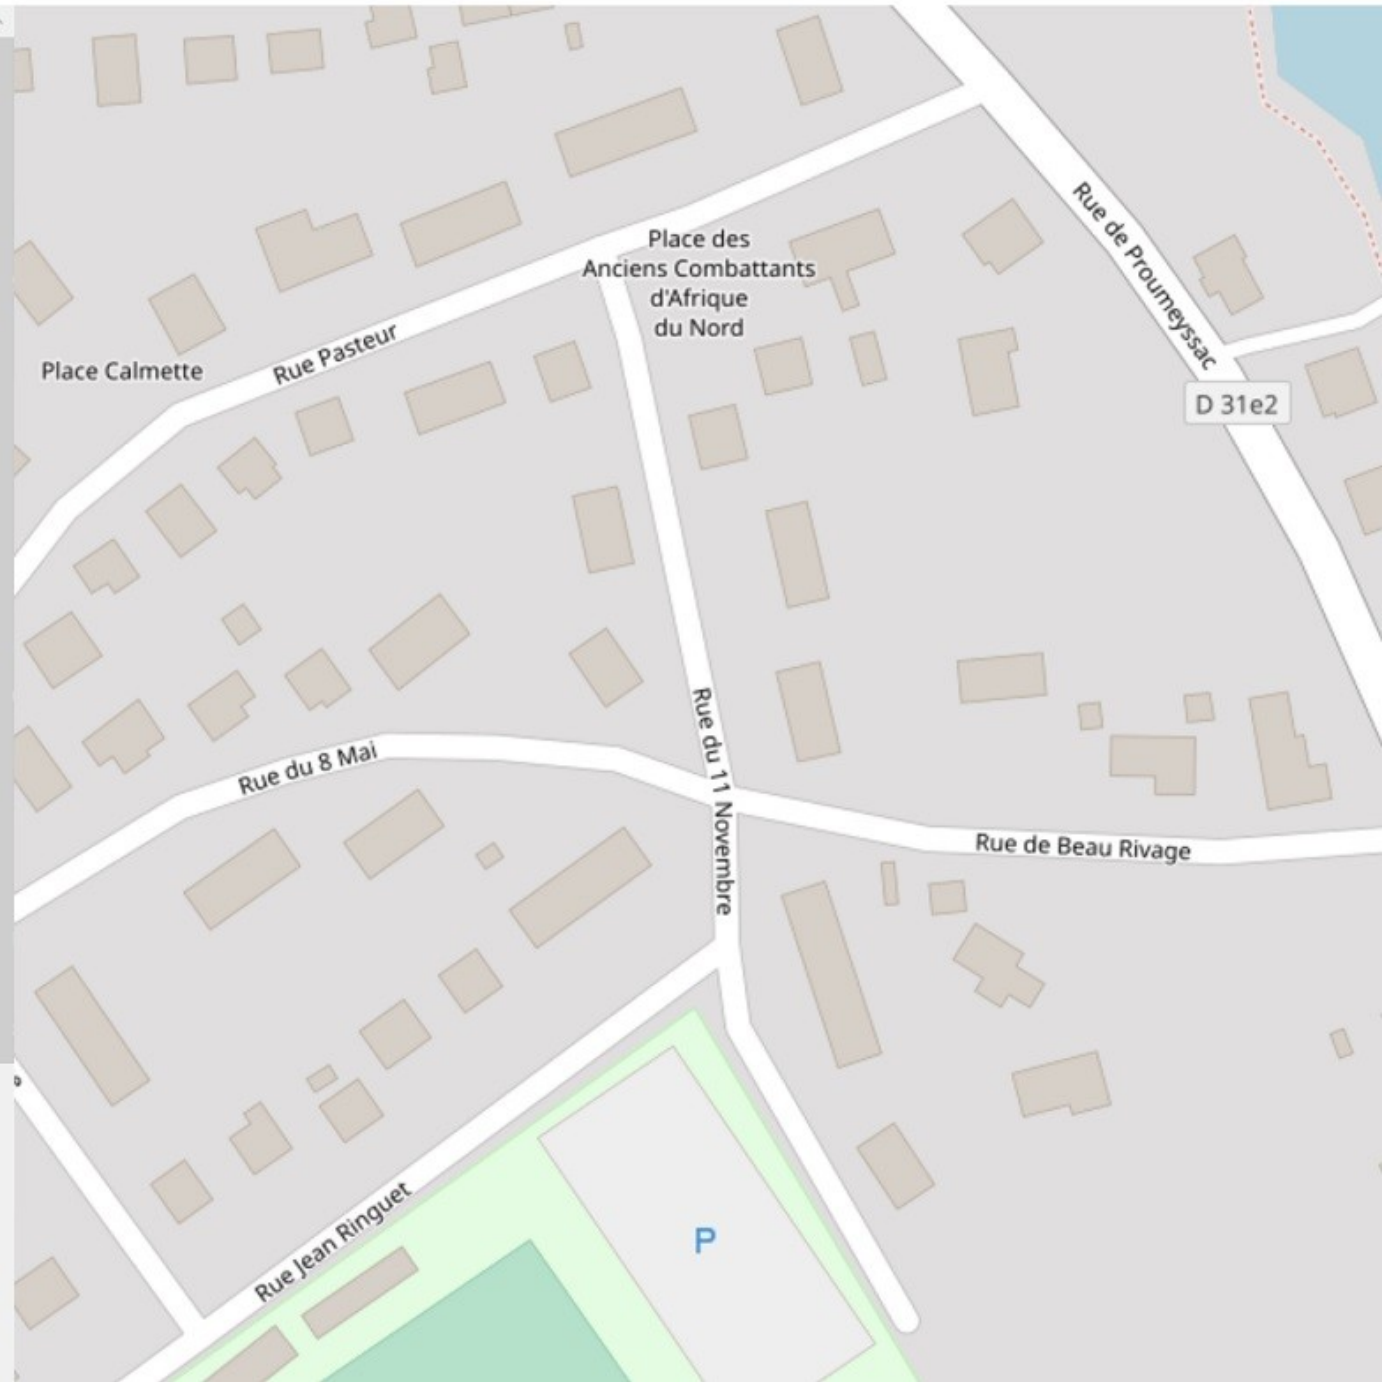 Place des
Anciens Combattants
d'Afrique
du Nord
Rue de Proumeyssac
Rue Pasteur
Place Calmette
D 31e2
Rue du 11 Novembre
Rue du 8 Mai
Rue de Beau Rivage
Rue Jean Ringuet
P